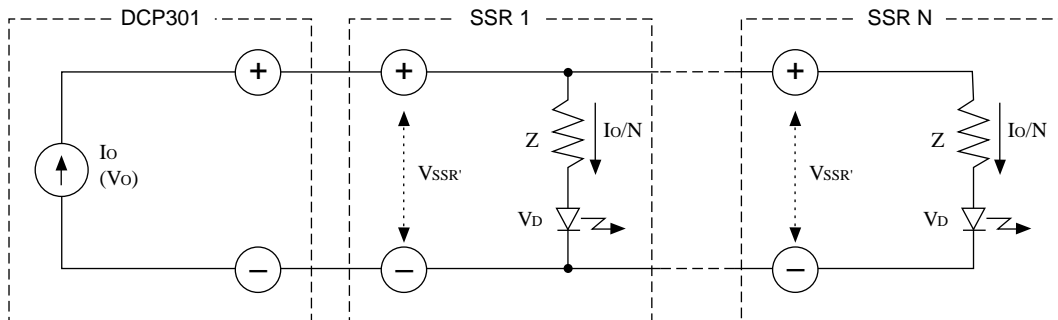 DCP301
SSR 1
SSR N
+
+
+
IO
(VO)
VSSR'
Z
IO/N
VD
VSSR'
Z
IO/N
VD
−
−
−